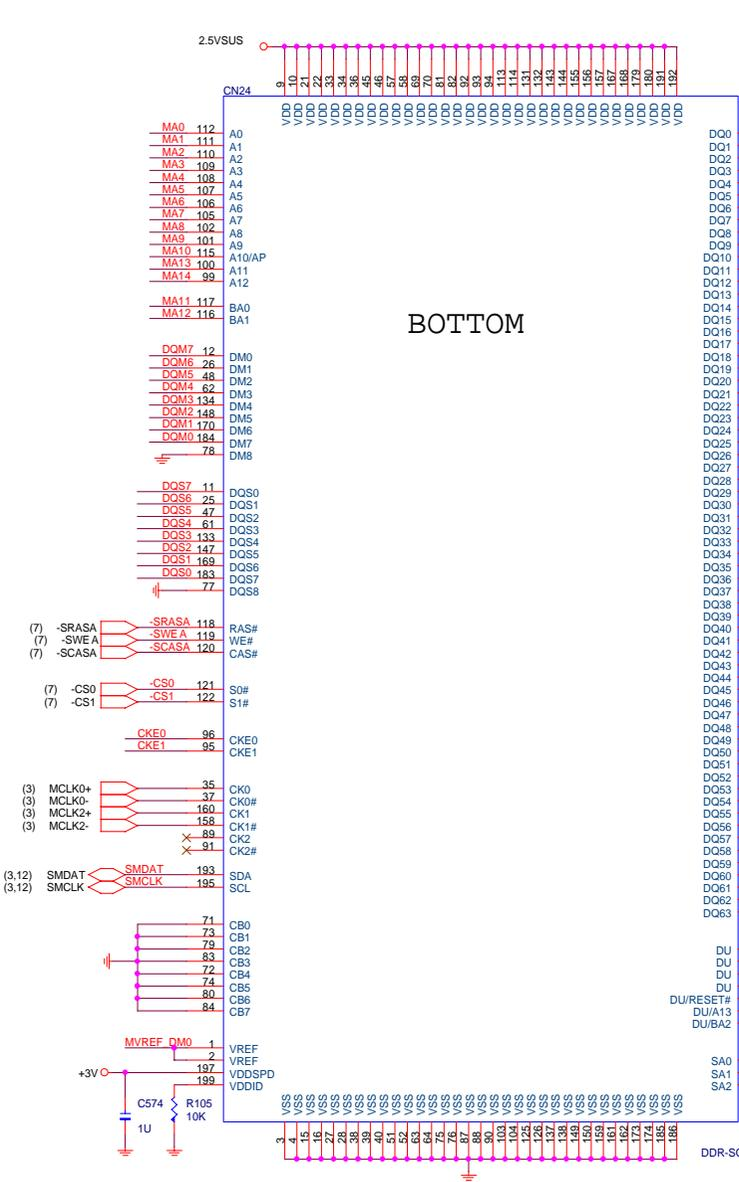 2.5VSUS
CN24
9 10 21 22 33 34 36 45 46 57 58 69 70 81 82 92 93 94 113 114 131 132 143 144 155 156 157 167 168 179 180 191 192
VDD VDD VDD VDD VDD VDD VDD VDD VDD VDD VDD VDD VDD VDD VDD VDD VDD VDD VDD VDD VDD VDD VDD VDD VDD VDD VDD VDD VDD VDD VDD VDD VDD
MA0 112 A0
MA1 111 A1
MA2 110 A2
MA3 109 A3
MA4 108 A4
MA5 107 A5
MA6 106 A6
MA7 105 A7
MA8 102 A8
MA9 101 A9
MA10 115 A10/AP
MA13 100 A11
MA14 99 A12
MA11 117 BA0
MA12 116 BA1
BOTTOM
DQM7 12 DM0
DQM6 26 DM1
DQM5 48 DM2
DQM4 62 DM3
DQM3 134 DM4
DQM2 148 DM5
DQM1 170 DM6
DQM0 184 DM7
78 DM8
DQS7 11 DQS0
DQS6 25 DQS1
DQS5 47 DQS2
DQS4 61 DQS3
DQS3 133 DQS4
DQS2 147 DQS5
DQS1 169 DQS6
DQS0 183 DQS7
77 DQS8
(7) -SRASA -SRASA 118 RAS#
(7) -SWEA -SWEA 119 WE#
(7) -SCASA -SCASA 120 CAS#
(7) -CS0 -CS0 121 S0#
(7) -CS1 -CS1 122 S1#
CKE0 96 CKE0
CKE1 95 CKE1
(3) MCLK0+ 35 CK0
(3) MCLK0- 37 CK0#
(3) MCLK2+ 160 CK1
(3) MCLK2- 158 CK1#
89 CK2
91 CK2#
(3,12) SMDAT SMDAT 193 SDA
(3,12) SMCLK SMCLK 195 SCL
71 CB0
73 CB1
79 CB2
83 CB3
72 CB4
74 CB5
80 CB6
84 CB7
MVREF_DM0 1 VREF
2 VREF
+3V 197 VDDSPD
199 VDDID
C574
1U
R105
10K
DQ0
DQ1
DQ2
DQ3
DQ4
DQ5
DQ6
DQ7
DQ8
DQ9
DQ10
DQ11
DQ12
DQ13
DQ14
DQ15
DQ16
DQ17
DQ18
DQ19
DQ20
DQ21
DQ22
DQ23
DQ24
DQ25
DQ26
DQ27
DQ28
DQ29
DQ30
DQ31
DQ32
DQ33
DQ34
DQ35
DQ36
DQ37
DQ38
DQ39
DQ40
DQ41
DQ42
DQ43
DQ44
DQ45
DQ46
DQ47
DQ48
DQ49
DQ50
DQ51
DQ52
DQ53
DQ54
DQ55
DQ56
DQ57
DQ58
DQ59
DQ60
DQ61
DQ62
DQ63
DU
DU
DU
DU/RESET#
DU/A13
DU/BA2
SA0
SA1
SA2
VSS VSS VSS VSS VSS VSS VSS VSS VSS VSS VSS VSS VSS VSS VSS VSS VSS VSS VSS VSS VSS VSS VSS VSS VSS VSS VSS VSS VSS VSS VSS VSS VSS
3 4 15 16 27 28 38 39 40 51 52 63 64 75 76 87 88 90 103 104 125 126 137 138 149 150 159 161 162 173 174 185 186